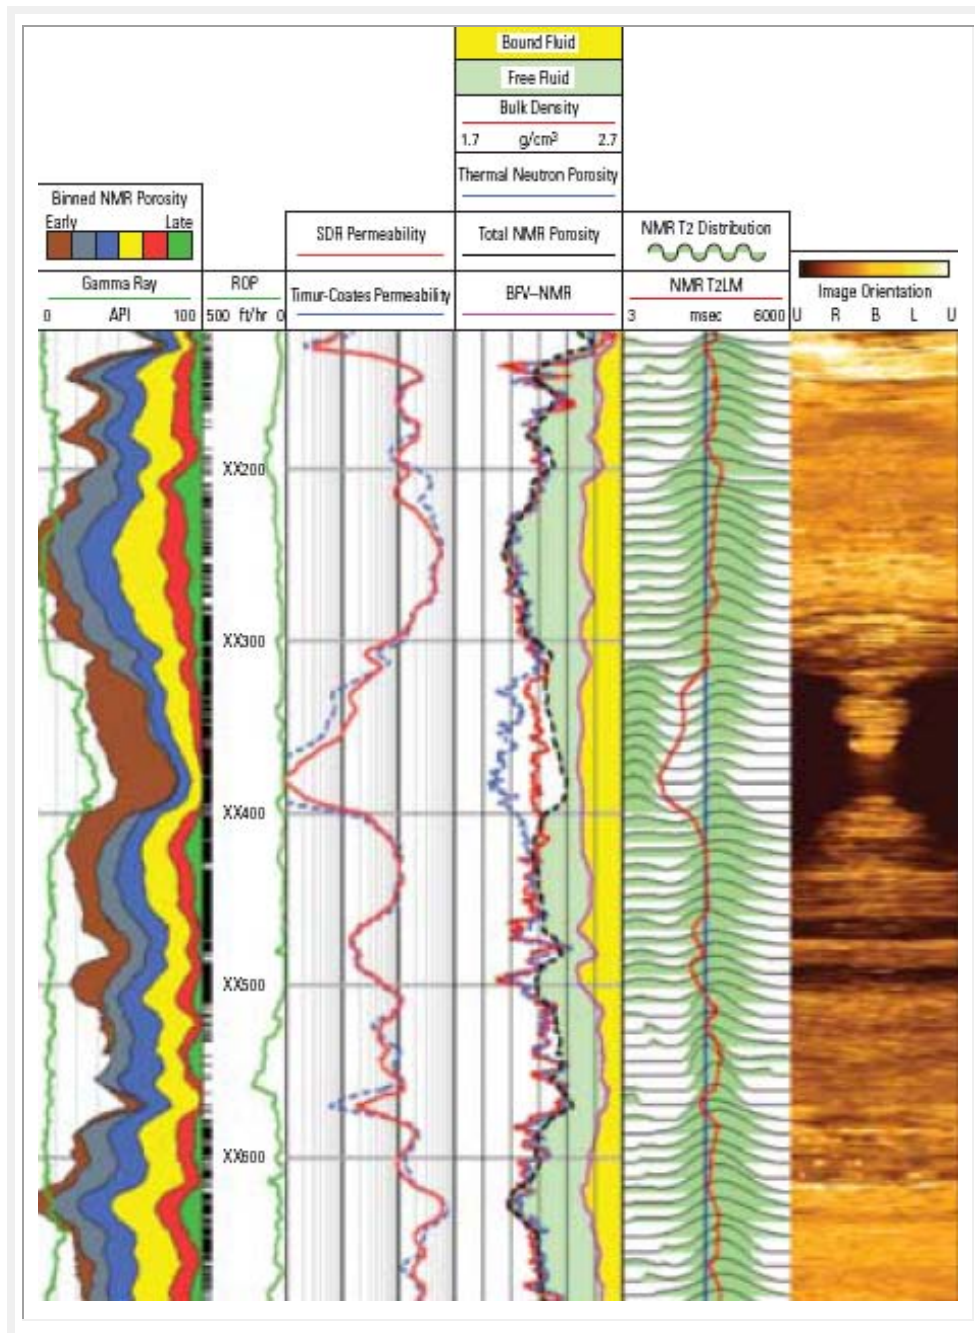 Bound Fluid
Free Fluid
Bulk Density
1.7 g/cm³ 2.7
Thermal Neutron Porosity
Binned NMR Porosity
Early Late
SDR Permeability
Total NMR Porosity
NMR T2 Distribution
Gamma Ray
ROP
Timur-Coates Permeability
BFV–NMR
NMR T2LM
Image Orientation
0 API 100
500 ft/hr 0
3 msec 6000
U R B L U
XX200
XX300
XX400
XX500
XX600